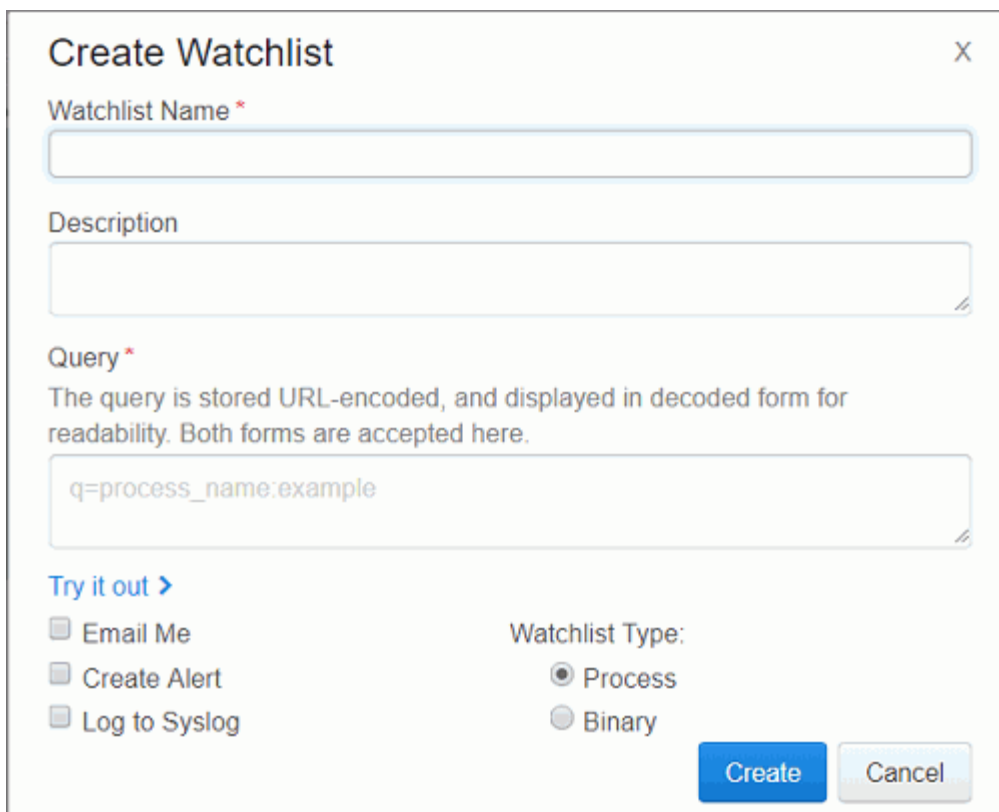 Create Watchlist X
Watchlist Name *
Description
Query *
The query is stored URL-encoded, and displayed in decoded form for
readability. Both forms are accepted here.
q=process_name:example
Try it out >
Email Me Watchlist Type:
Create Alert Process
Log to Syslog Binary
Create Cancel